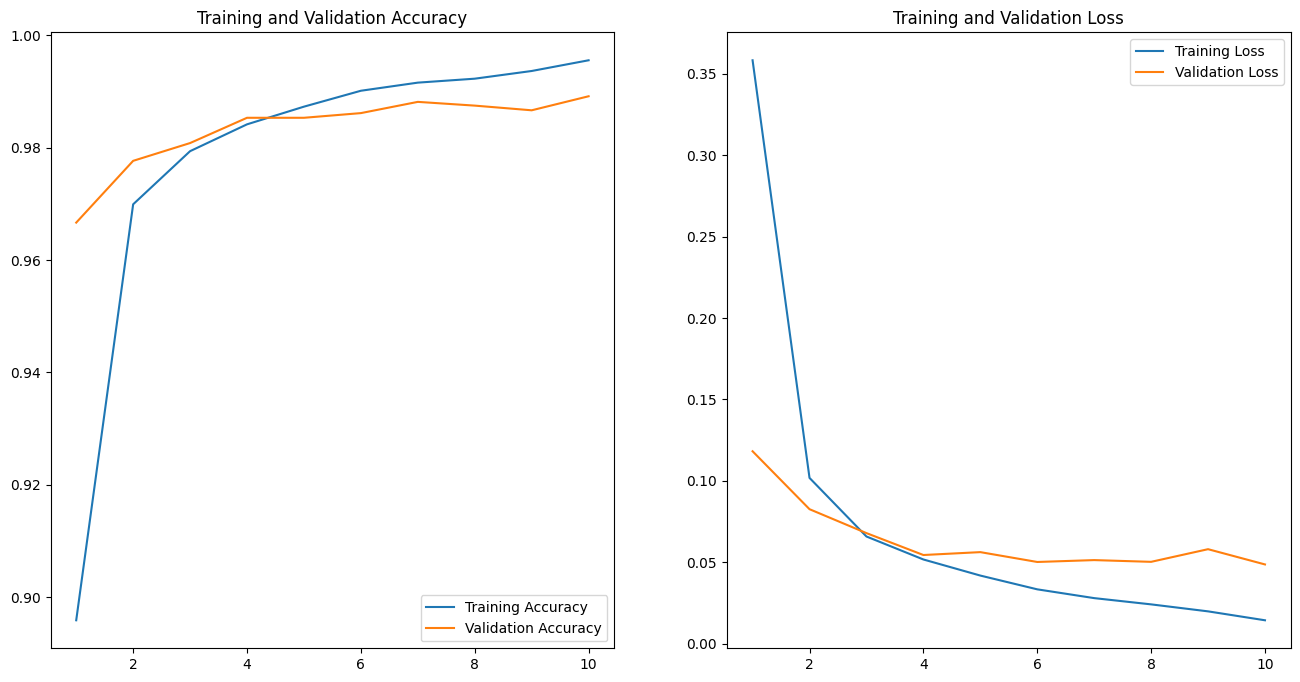 Training and Validation Accuracy
1.00
0.98
0.96
0.94
0.92
0.90
Training Accuracy
Validation Accuracy
2 4 6 8 10
Training and Validation Loss
Training Loss
Validation Loss
0.35
0.30
0.25
0.20
0.15
0.10
0.05
0.00
2 4 6 8 10